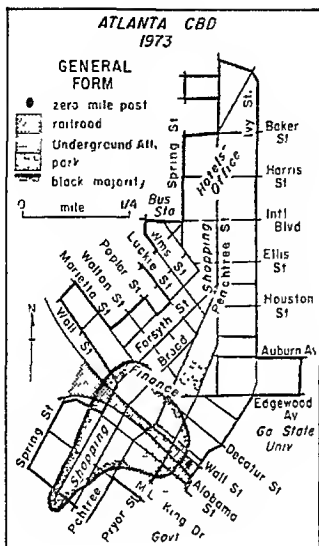 ATLANTA CBD
1973
GENERAL
FORM
zero mile post
railroad
Underground Atl.
park
black majority
0 mile 1/4
N
Spring St
Ivy St.
Baker
St
Hotels-Office
Harris
St
Bus
Sta
Intl
Blvd
Wms St
Luckie St
Poplar St
Walton St
Marietta St
Wall St
Shopping
Peachtree St
Ellis
St
Houston
St
Forsyth St
Broad
Auburn Av
Finance
Edgewood
Av
Ga State
Univ
Spring St
Shopping
Decatur St
Wall St
Alabama
St
Pchtree
Pryor St
M L King Dr
Govt